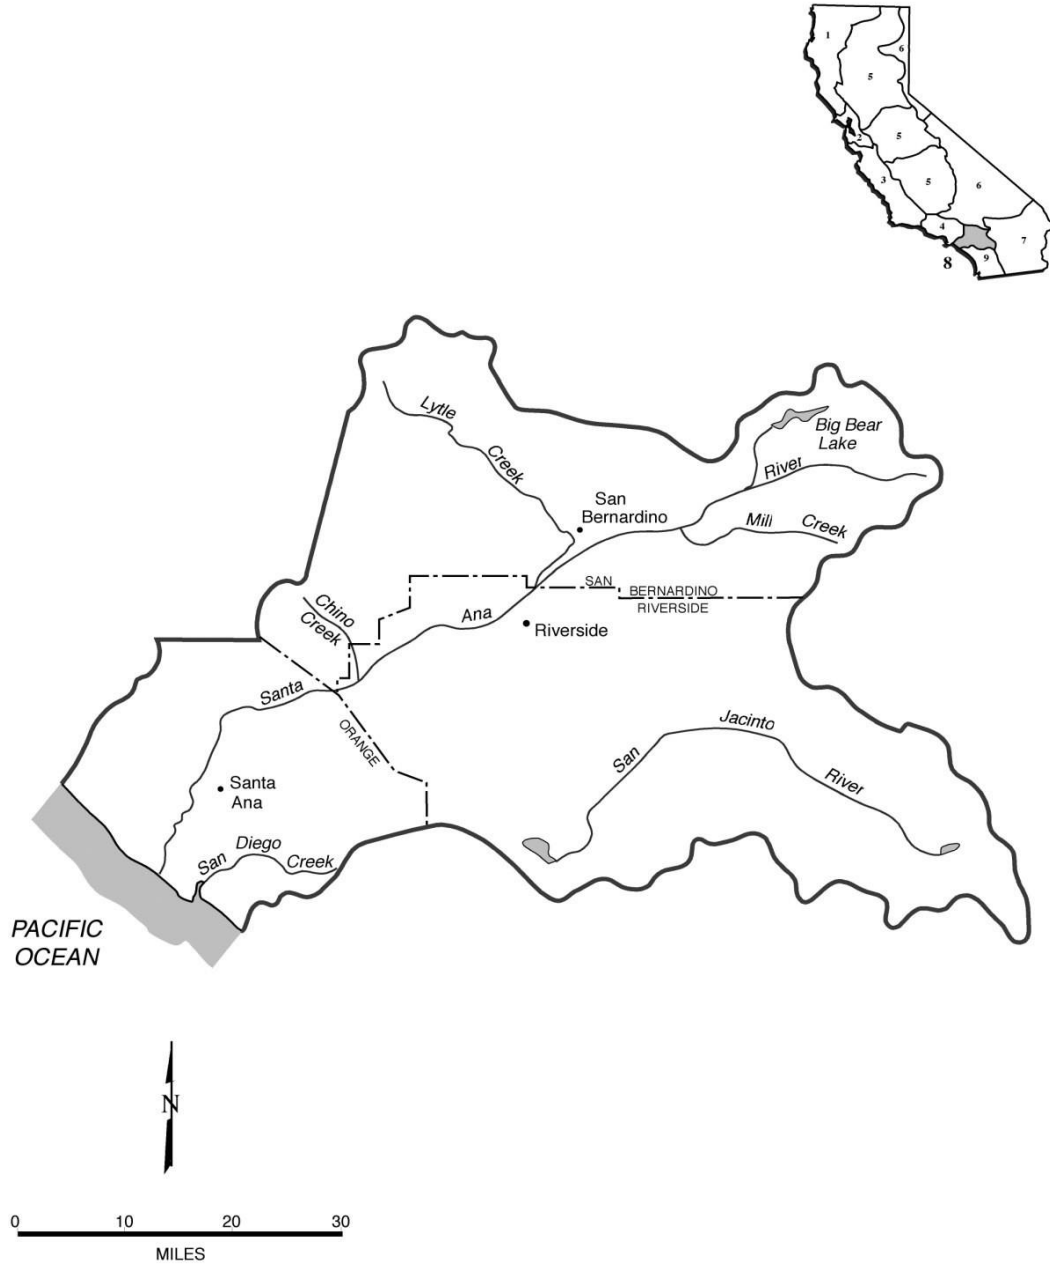 1
6
5
2
5
3
5
6
4
7
8
9
Lytle
Creek
Big Bear
Lake
River
San
Bernardino
Mill Creek
SAN BERNARDINO
RIVERSIDE
Chino
Creek
Ana
Riverside
Santa
ORANGE
Jacinto
San
River
Santa
Ana
San Diego Creek
PACIFIC
OCEAN
N
0 10 20 30
MILES